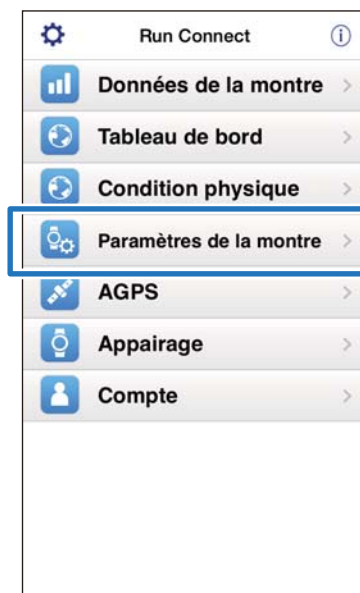 Run Connect
Données de la montre
Tableau de bord
Condition physique
Paramètres de la montre
AGPS
Appairage
Compte